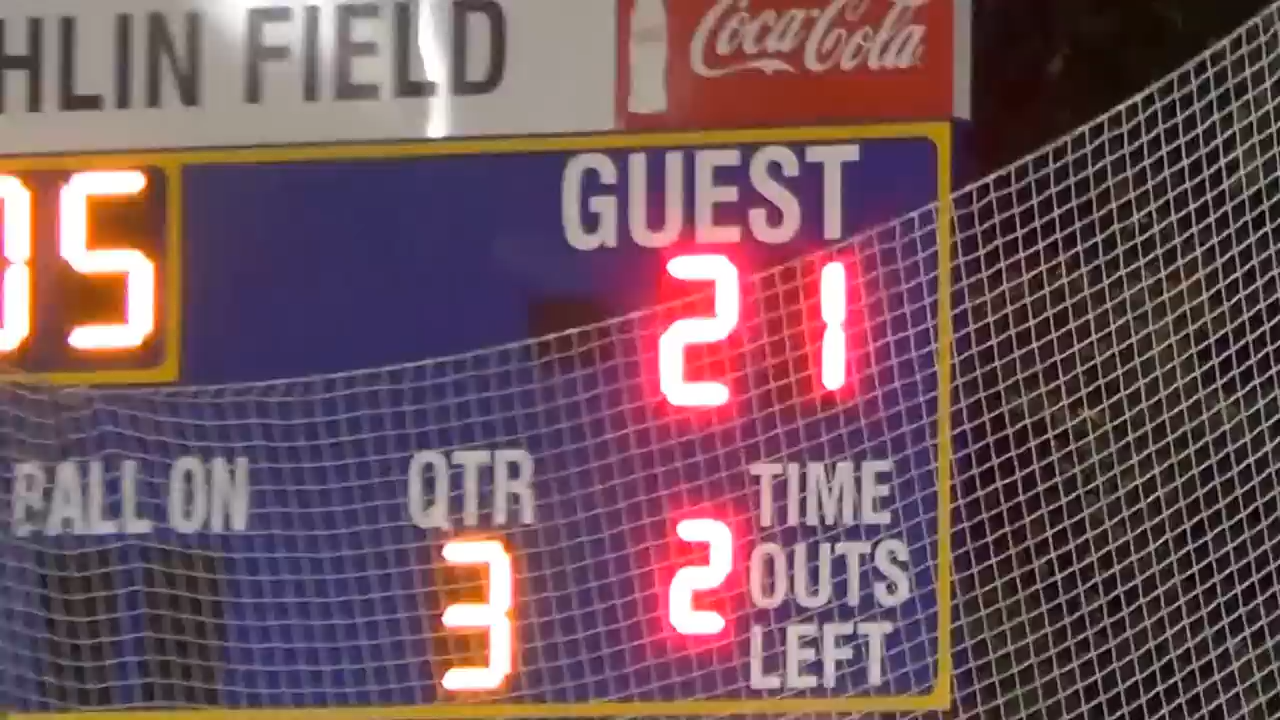 HLIN FIELD
Coca-Cola
GUEST
05
21
BALL ON
QTR
TIME
OUTS
LEFT
3
2